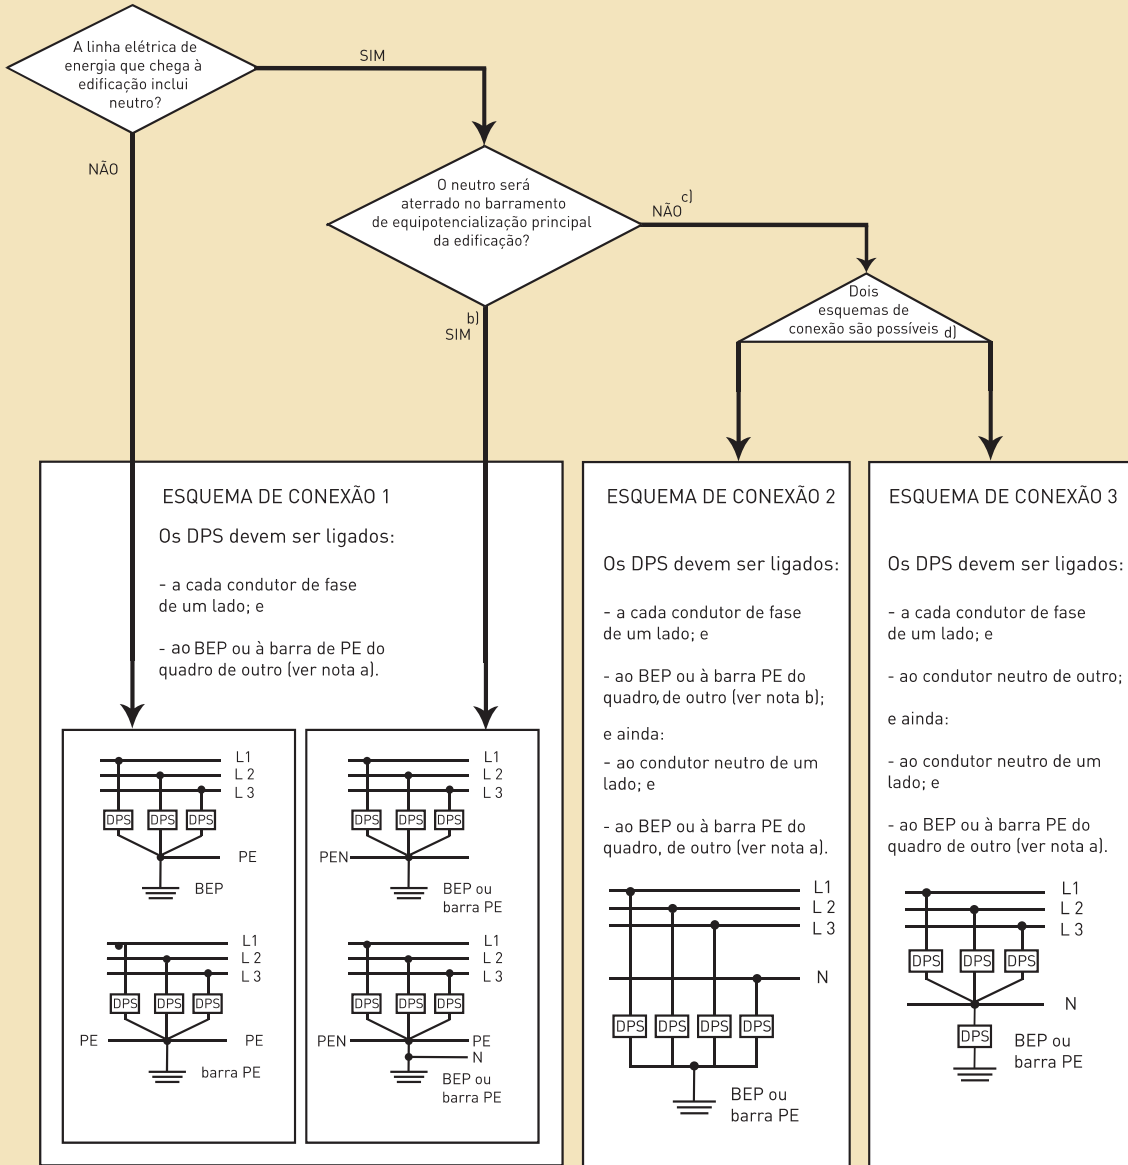 A linha elétrica de
energia que chega à
edificação inclui
neutro?
SIM
NÃO
O neutro será
aterrado no barramento
de equipotencialização principal
da edificação?
c)
NÃO
b)
SIM
Dois
esquemas de
conexão são possíveis d)
ESQUEMA DE CONEXÃO 1
Os DPS devem ser ligados:
- a cada condutor de fase
de um lado; e
- ao BEP ou à barra de PE do
quadro de outro (ver nota a).
L1
L 2
L 3
DPS DPS DPS
PE
BEP
L1
L 2
L 3
DPS DPS DPS
PE PE
barra PE
L1
L 2
L 3
DPS DPS DPS
PEN
BEP ou
barra PE
L1
L 2
L 3
DPS DPS DPS
PEN PE
N
BEP ou
barra PE
ESQUEMA DE CONEXÃO 2
Os DPS devem ser ligados:
- a cada condutor de fase
de um lado; e
- ao BEP ou à barra PE do
quadro, de outro (ver nota b);
e ainda:
- ao condutor neutro de um
lado; e
- ao BEP ou à barra PE do
quadro, de outro (ver nota a).
L1
L 2
L 3
N
DPS DPS DPS DPS
BEP ou
barra PE
ESQUEMA DE CONEXÃO 3
Os DPS devem ser ligados:
- a cada condutor de fase
de um lado; e
- ao condutor neutro de outro;
e ainda:
- ao condutor neutro de um
lado; e
- ao BEP ou à barra PE do
quadro de outro (ver nota a).
L1
L 2
L 3
DPS DPS DPS
N
DPS
BEP ou
barra PE